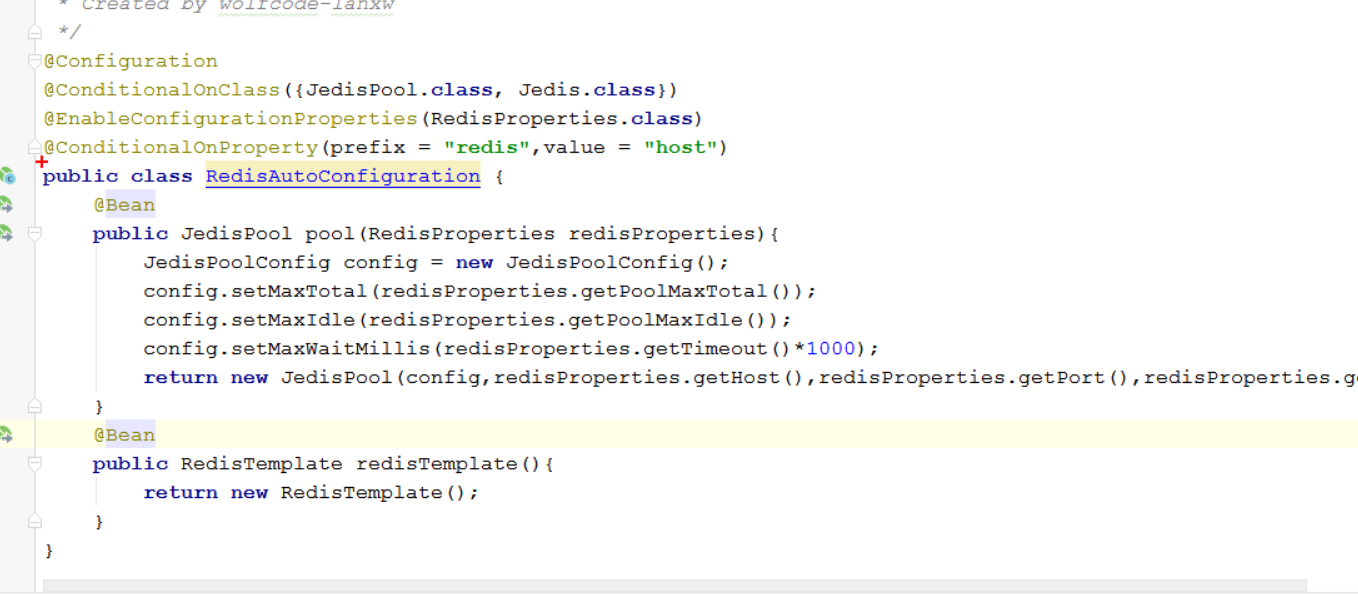 * Created by wolfcode-lanxw
*/
@Configuration
@ConditionalOnClass({JedisPool.class, Jedis.class})
@EnableConfigurationProperties(RedisProperties.class)
@ConditionalOnProperty(prefix = "redis",value = "host")
public class RedisAutoConfiguration {
@Bean
public JedisPool pool(RedisProperties redisProperties){
JedisPoolConfig config = new JedisPoolConfig();
config.setMaxTotal(redisProperties.getPoolMaxTotal());
config.setMaxIdle(redisProperties.getPoolMaxIdle());
config.setMaxWaitMillis(redisProperties.getTimeout()*1000);
return new JedisPool(config,redisProperties.getHost(),redisProperties.getPort(),redisProperties.g
}
@Bean
public RedisTemplate redisTemplate(){
return new RedisTemplate();
}
}